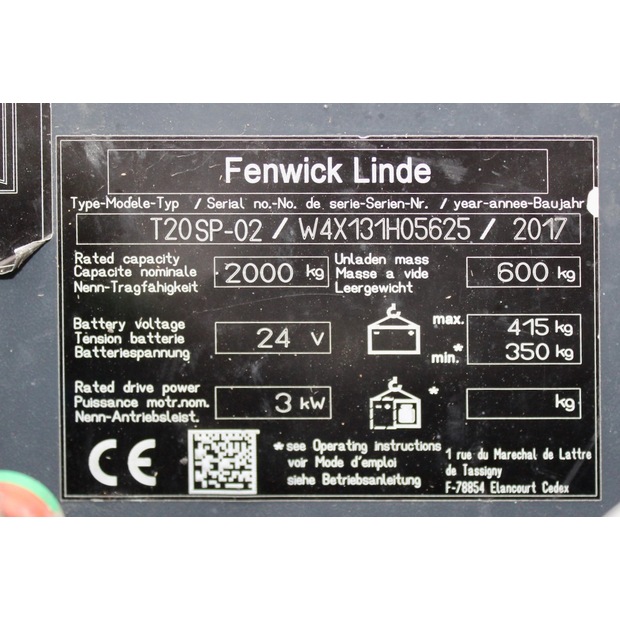 Fenwick Linde
Type-Modele-Typ / Serial no.-No. de serie-Serien-Nr. / year-annee-Baujahr
T20SP-02 / W4X131H05625 / 2017
Rated capacity
Capacite nominale
Nenn-Tragfähigkeit
2000 kg
Unladen mass
Masse a vide
Leergewicht
600 kg
Battery voltage
Tension batterie
Batteriespannung
24 V
max. 415 kg
min.* 350 kg
Rated drive power
Puissance motr.nom.
Nenn-Antriebsleist.
3 kW
* kg
CE
*see Operating instructions
voir Mode d'emploi
siehe Betriebsanleitung
1 rue du Marechal de Lattre
de Tassigny
F-78854 Elancourt Cedex